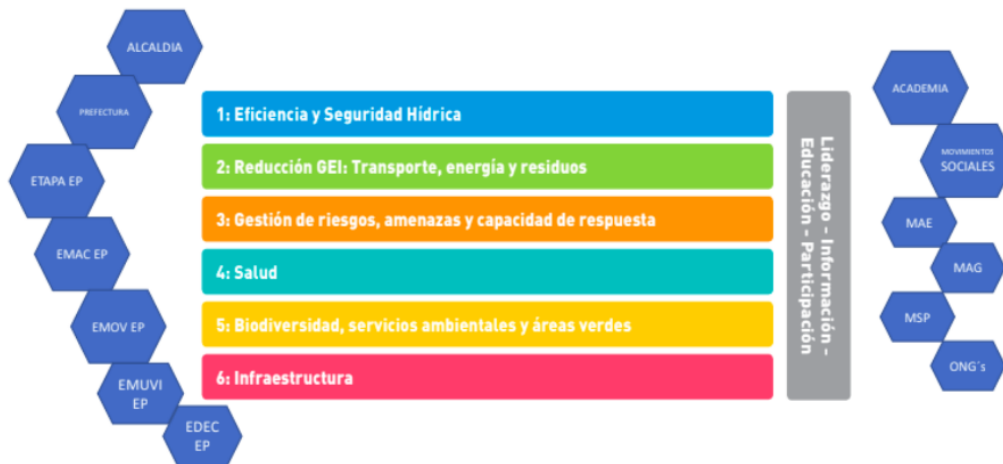 ALCALDIA
PREFECTURA
ETAPA EP
EMAC EP
EMOV EP
EMUVI
EP
EDEC
EP
1: Eficiencia y Seguridad Hídrica
2: Reducción GEI: Transporte, energía y residuos
3: Gestión de riesgos, amenazas y capacidad de respuesta
4: Salud
5: Biodiversidad, servicios ambientales y áreas verdes
6: Infraestructura
Liderazgo – Información –
Educación – Participación
ACADEMIA
MOVIMIENTOS
SOCIALES
MAE
MAG
MSP
ONG´s